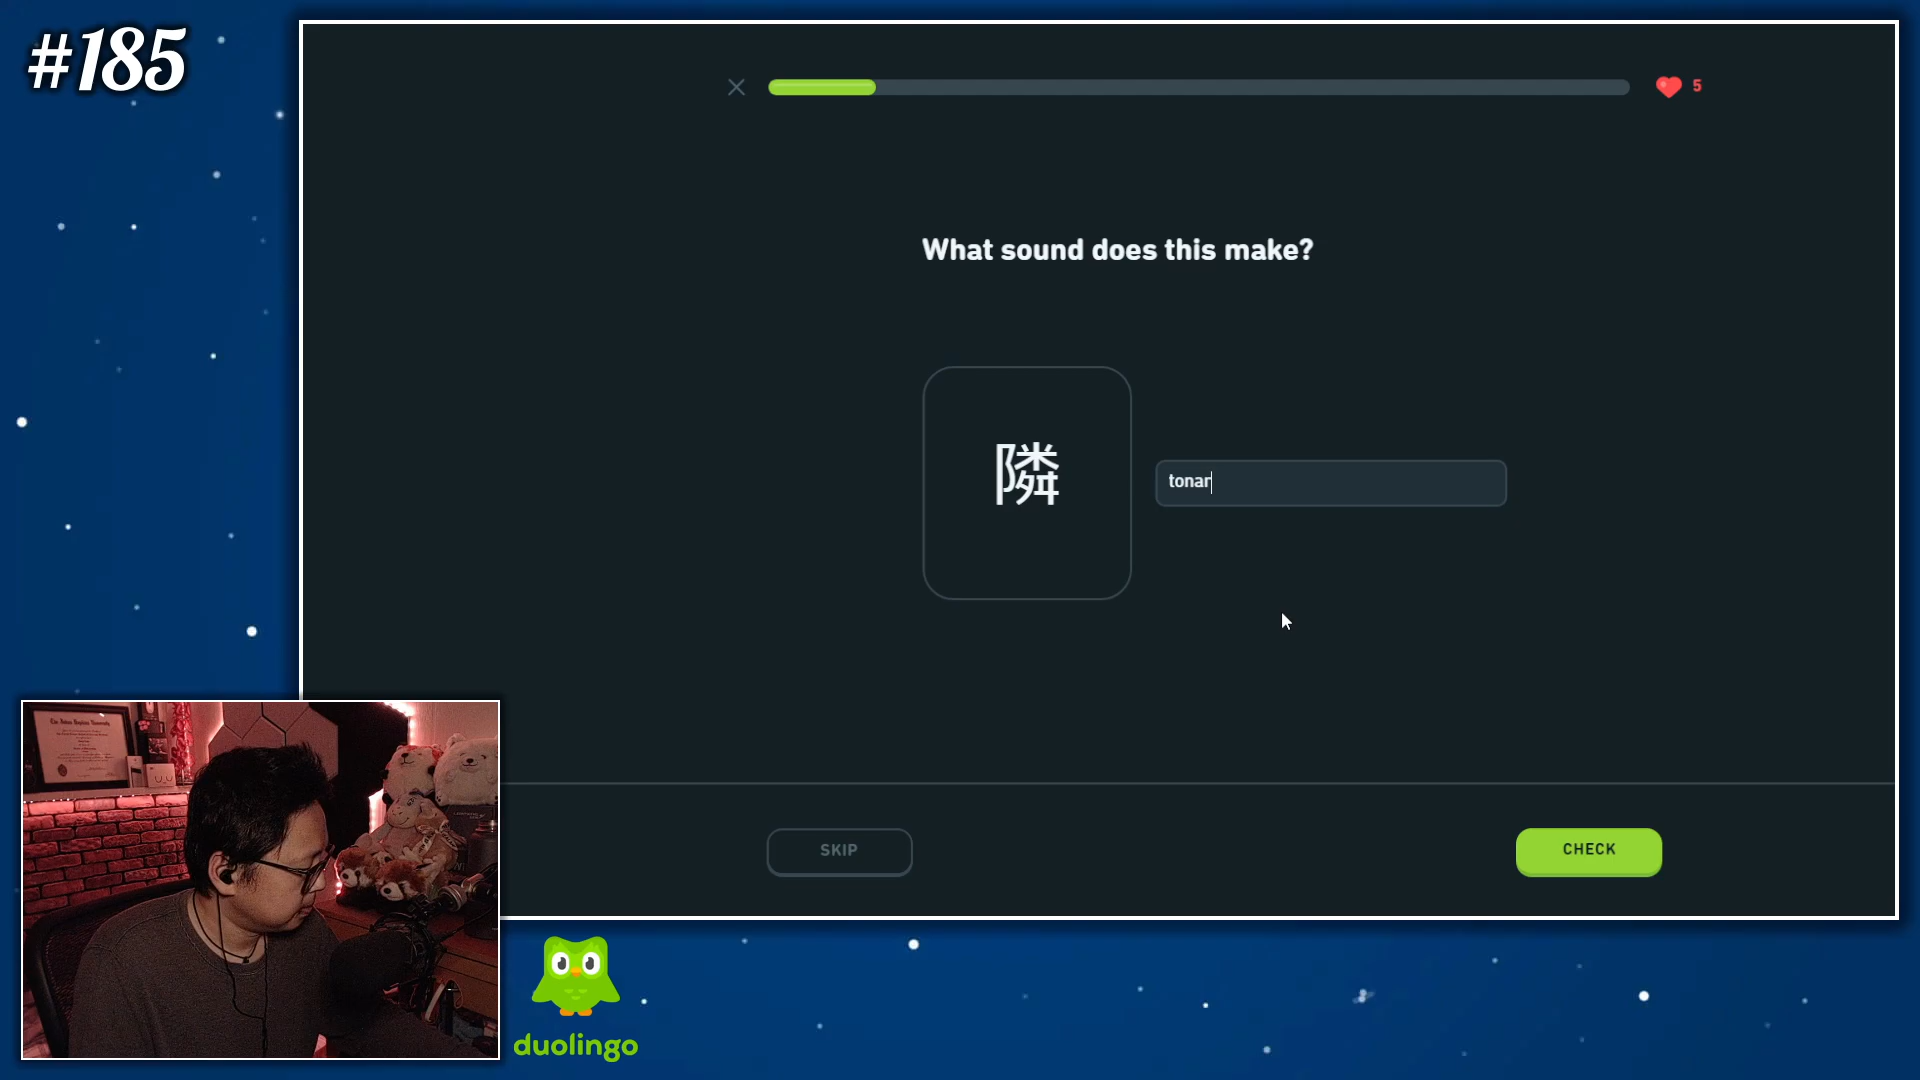 #185
5
What sound does this make?
隣
tonar
SKIP
CHECK
duolingo